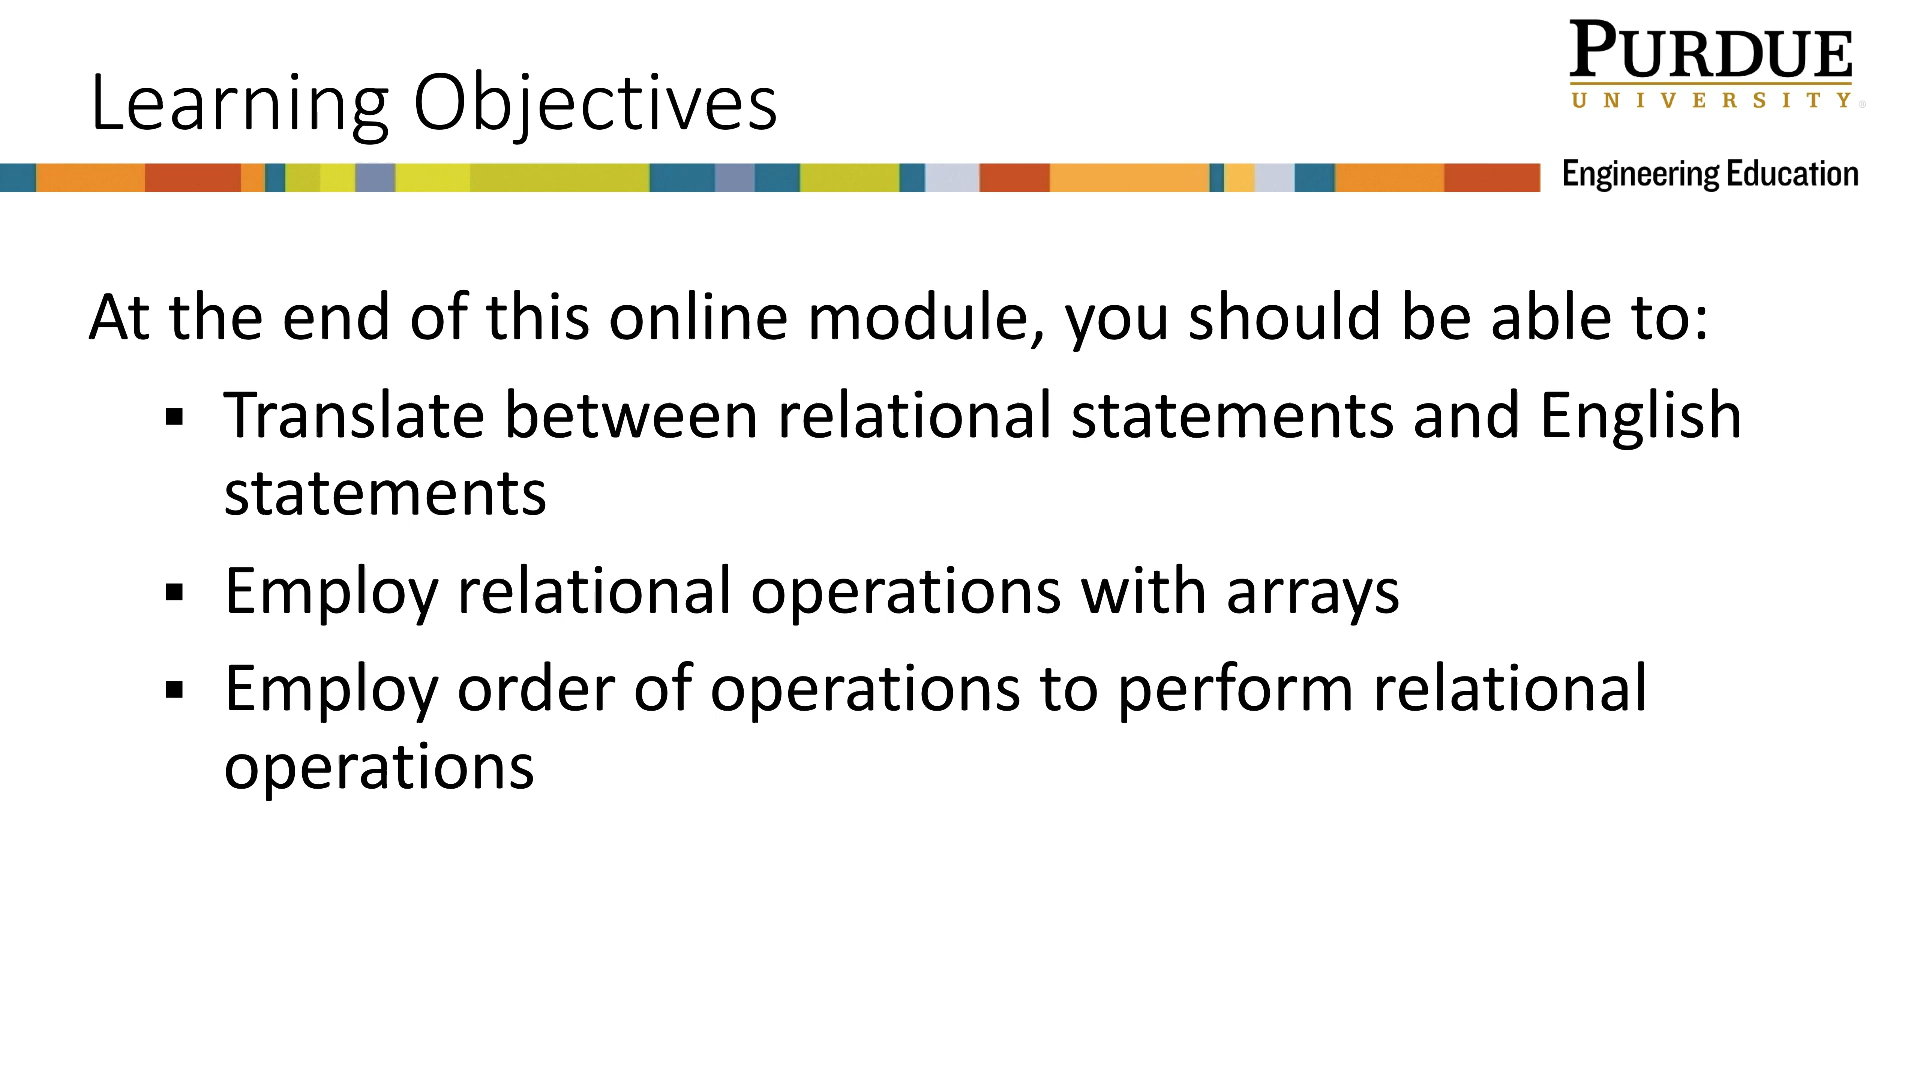 Learning Objectives
PURDUE
UNIVERSITY®
Engineering Education
At the end of this online module, you should be able to:
▪ Translate between relational statements and English
statements
▪ Employ relational operations with arrays
▪ Employ order of operations to perform relational
operations